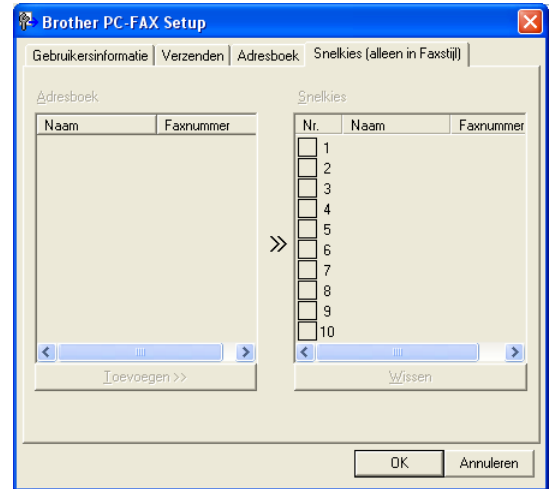 Brother PC-FAX Setup
Gebruikersinformatie Verzenden Adresboek Snelkies (alleen in Faxstijl)
Adresboek Snelkies
Naam Faxnummer Nr. Naam Faxnummer
1
2
3
4
5
6
7
8
9
10
Toevoegen >> Wissen
OK Annuleren